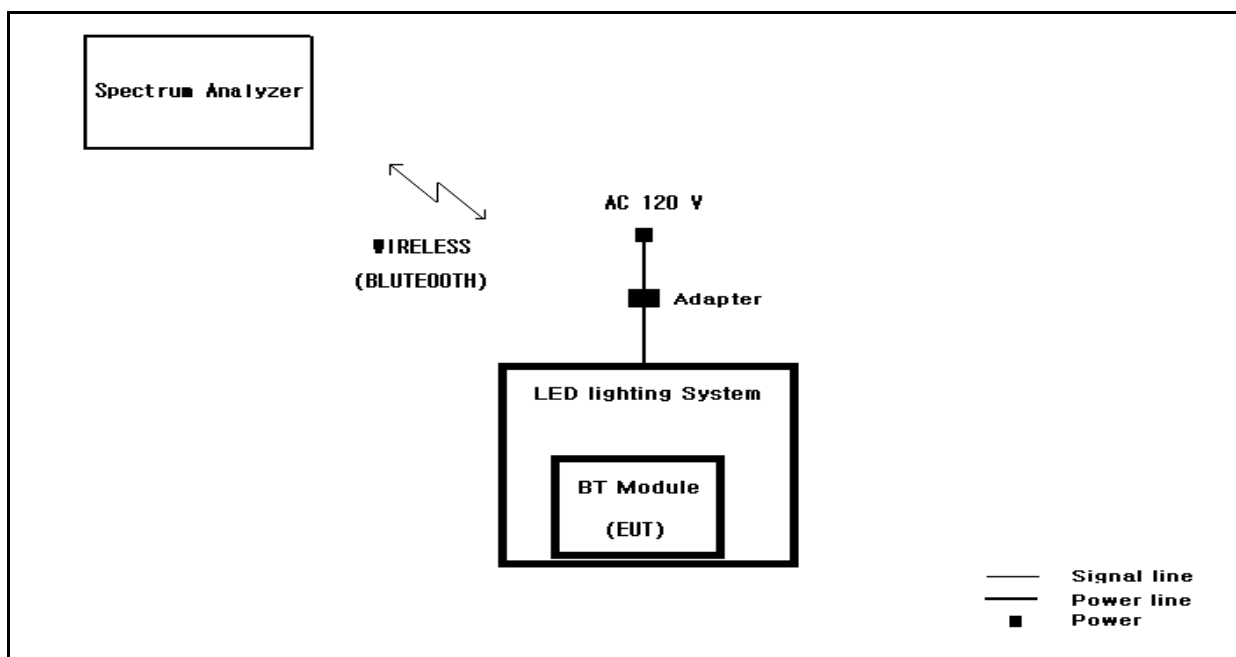 Spectrum Analyzer
AC 120 V
WIRELESS
(BLUTEOOTH)
Adapter
LED lighting System
BT Module
(EUT)
Signal line
Power line
Power